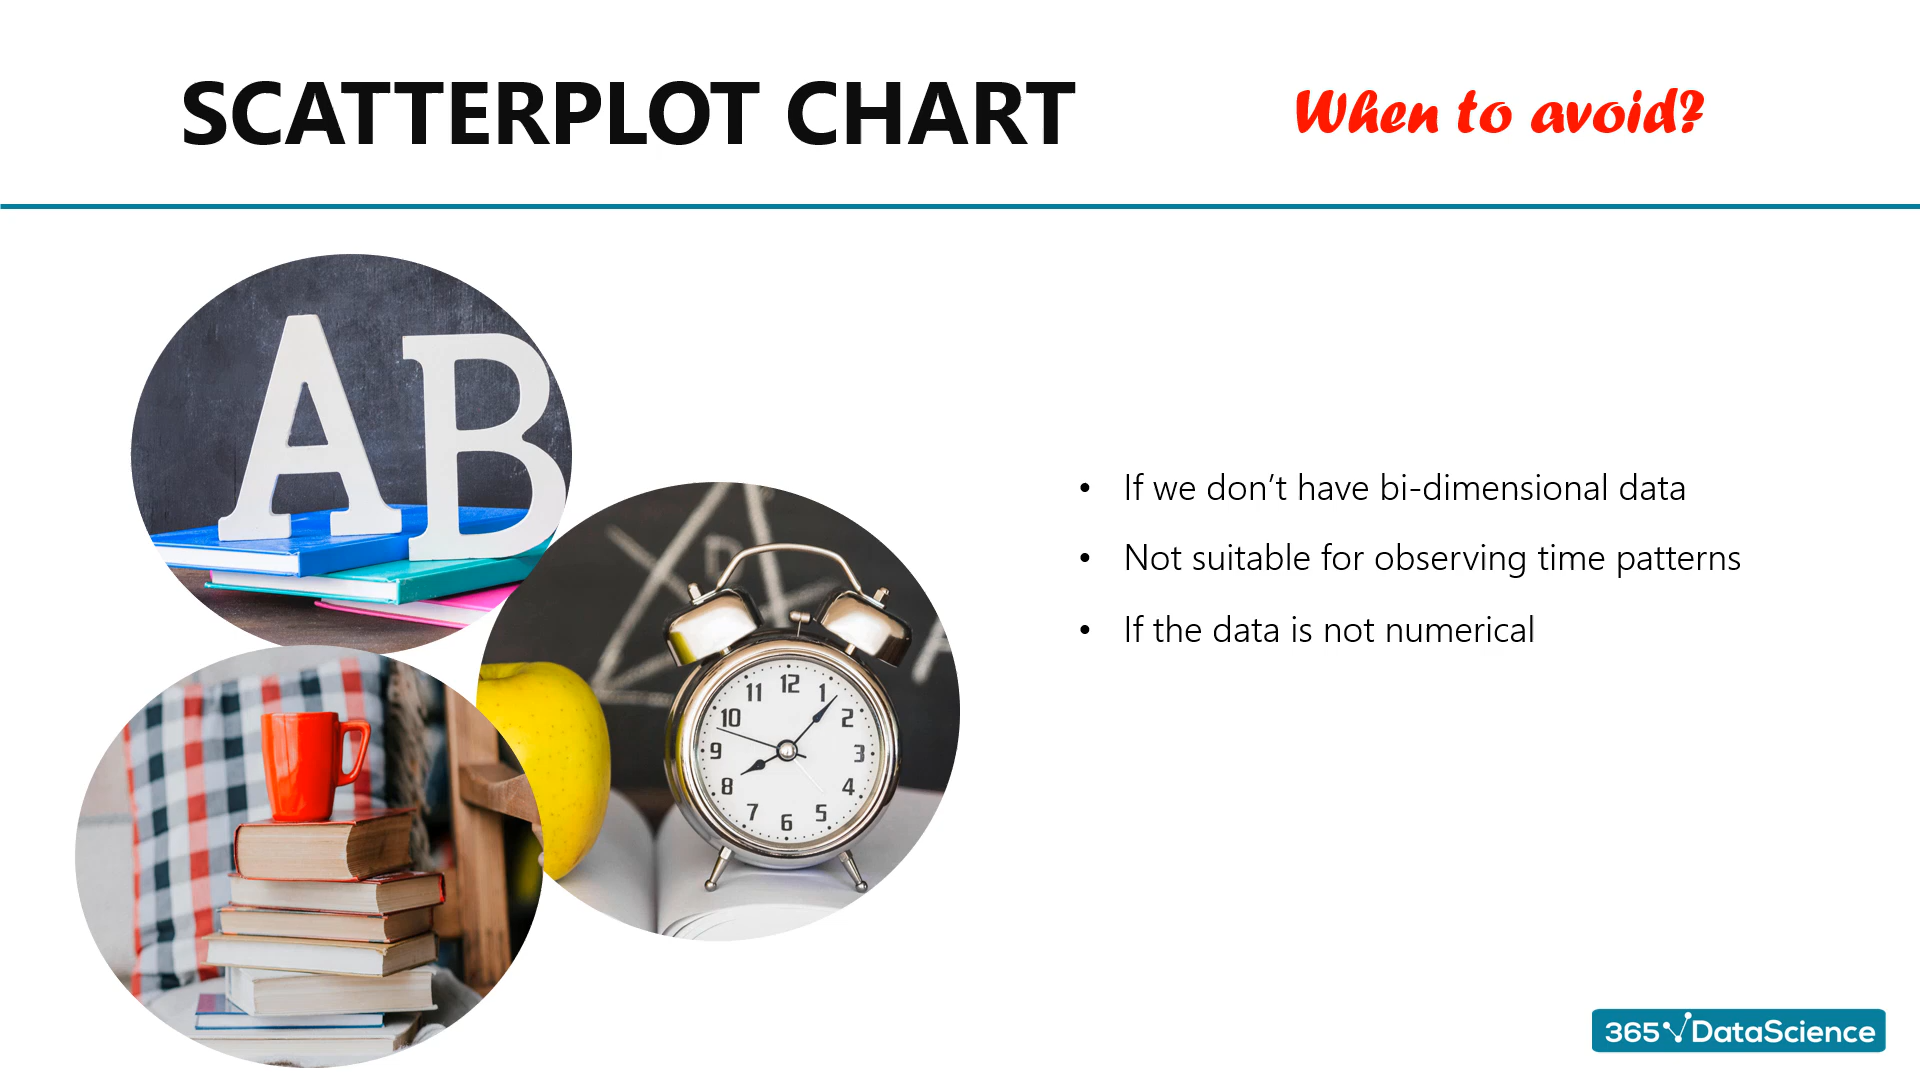 SCATTERPLOT CHART
When to avoid?
AB
• If we don’t have bi-dimensional data
• Not suitable for observing time patterns
• If the data is not numerical
12
11 1
10 2
9 3
8 4
7 5
6
365 DataScience